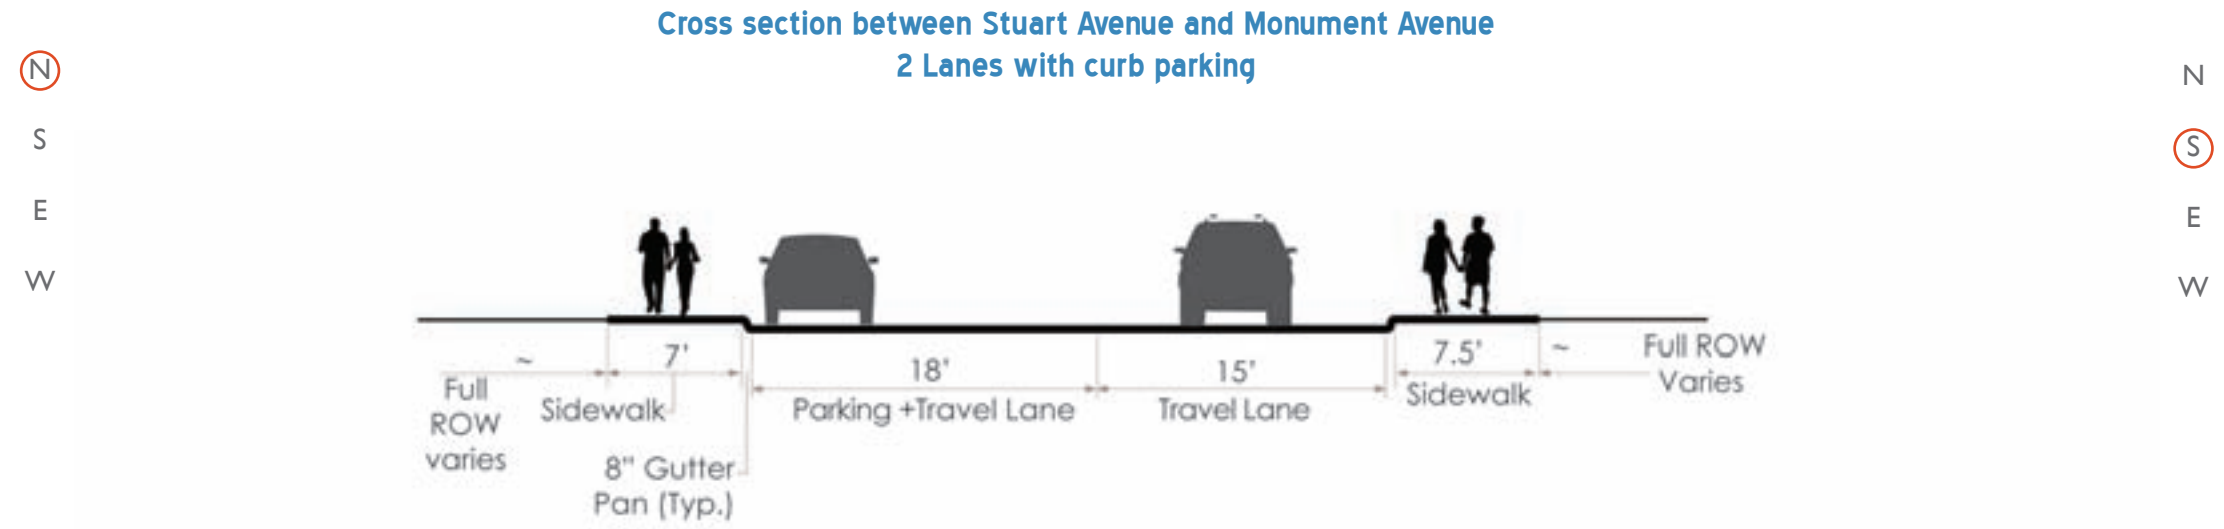 Cross section between Stuart Avenue and Monument Avenue
2 Lanes with curb parking
N
S
E
W
N
S
E
W
~
7'
18'
15'
7.5'
~
Full ROW
Varies
Full
ROW
varies
Sidewalk
Parking +Travel Lane
Travel Lane
Sidewalk
8" Gutter
Pan (Typ.)